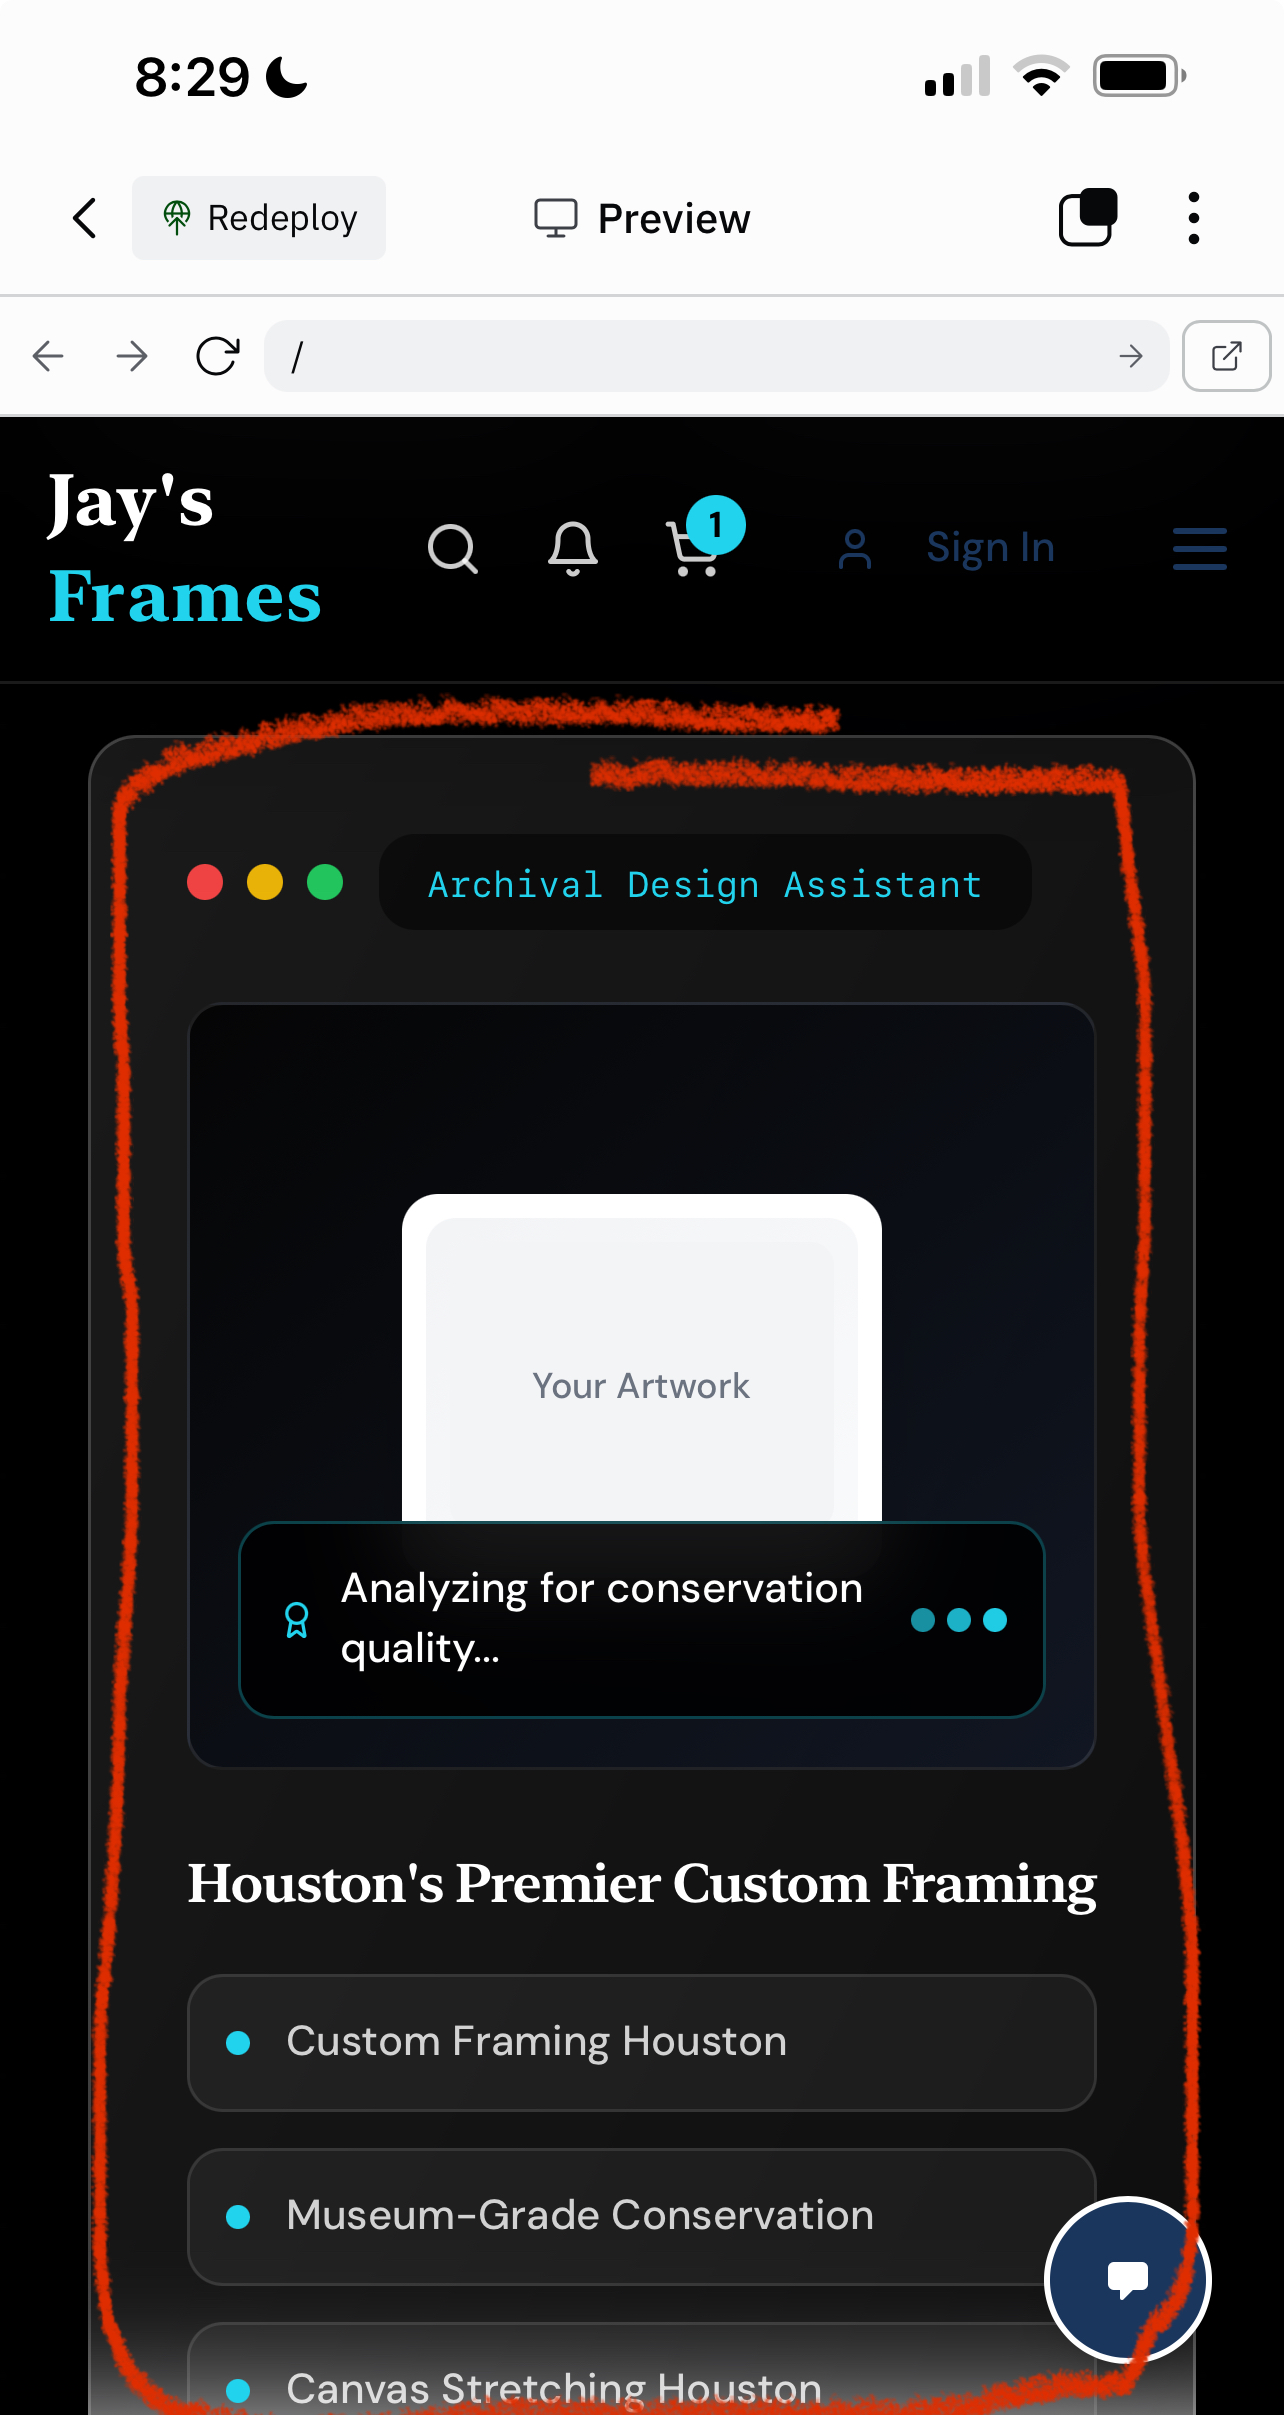 8:29
Redeploy
Preview
/
Jay's
Frames
1
Sign In
Archival Design Assistant
Your Artwork
Analyzing for conservation
quality...
Houston's Premier Custom Framing
Custom Framing Houston
Museum-Grade Conservation
Canvas Stretching Houston